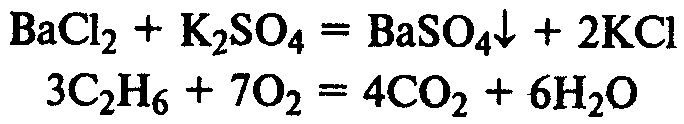 BaCl₂ + K₂SO₄ = BaSO₄↓ + 2KCl
3C₂H₆ + 7O₂ = 4CO₂ + 6H₂O